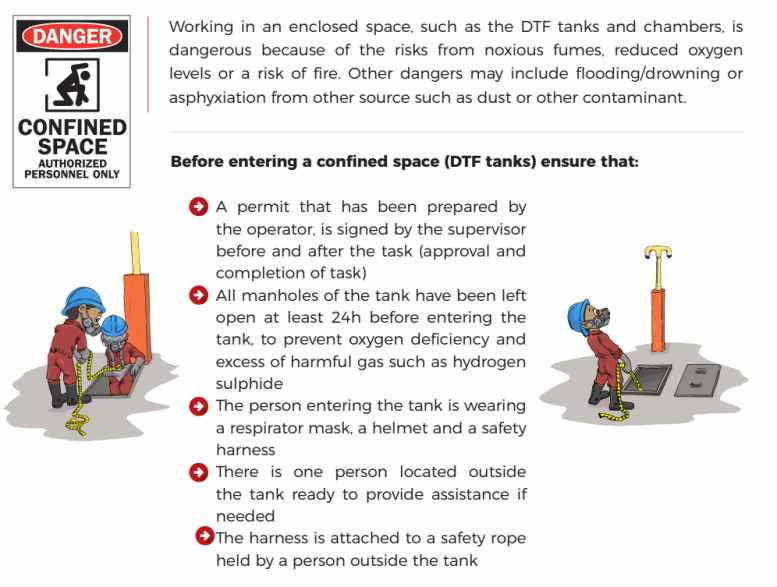 DANGER
CONFINED
SPACE
AUTHORIZED
PERSONNEL ONLY
Working in an enclosed space, such as the DTF tanks and chambers, is
dangerous because of the risks from noxious fumes, reduced oxygen
levels or a risk of fire. Other dangers may include flooding/drowning or
asphyxiation from other source such as dust or other contaminant.
Before entering a confined space (DTF tanks) ensure that:
A permit that has been prepared by
the operator, is signed by the supervisor
before and after the task (approval and
completion of task)
All manholes of the tank have been left
open at least 24h before entering the
tank, to prevent oxygen deficiency and
excess of harmful gas such as hydrogen
sulphide
The person entering the tank is wearing
a respirator mask, a helmet and a safety
harness
There is one person located outside
the tank ready to provide assistance if
needed
The harness is attached to a safety rope
held by a person outside the tank